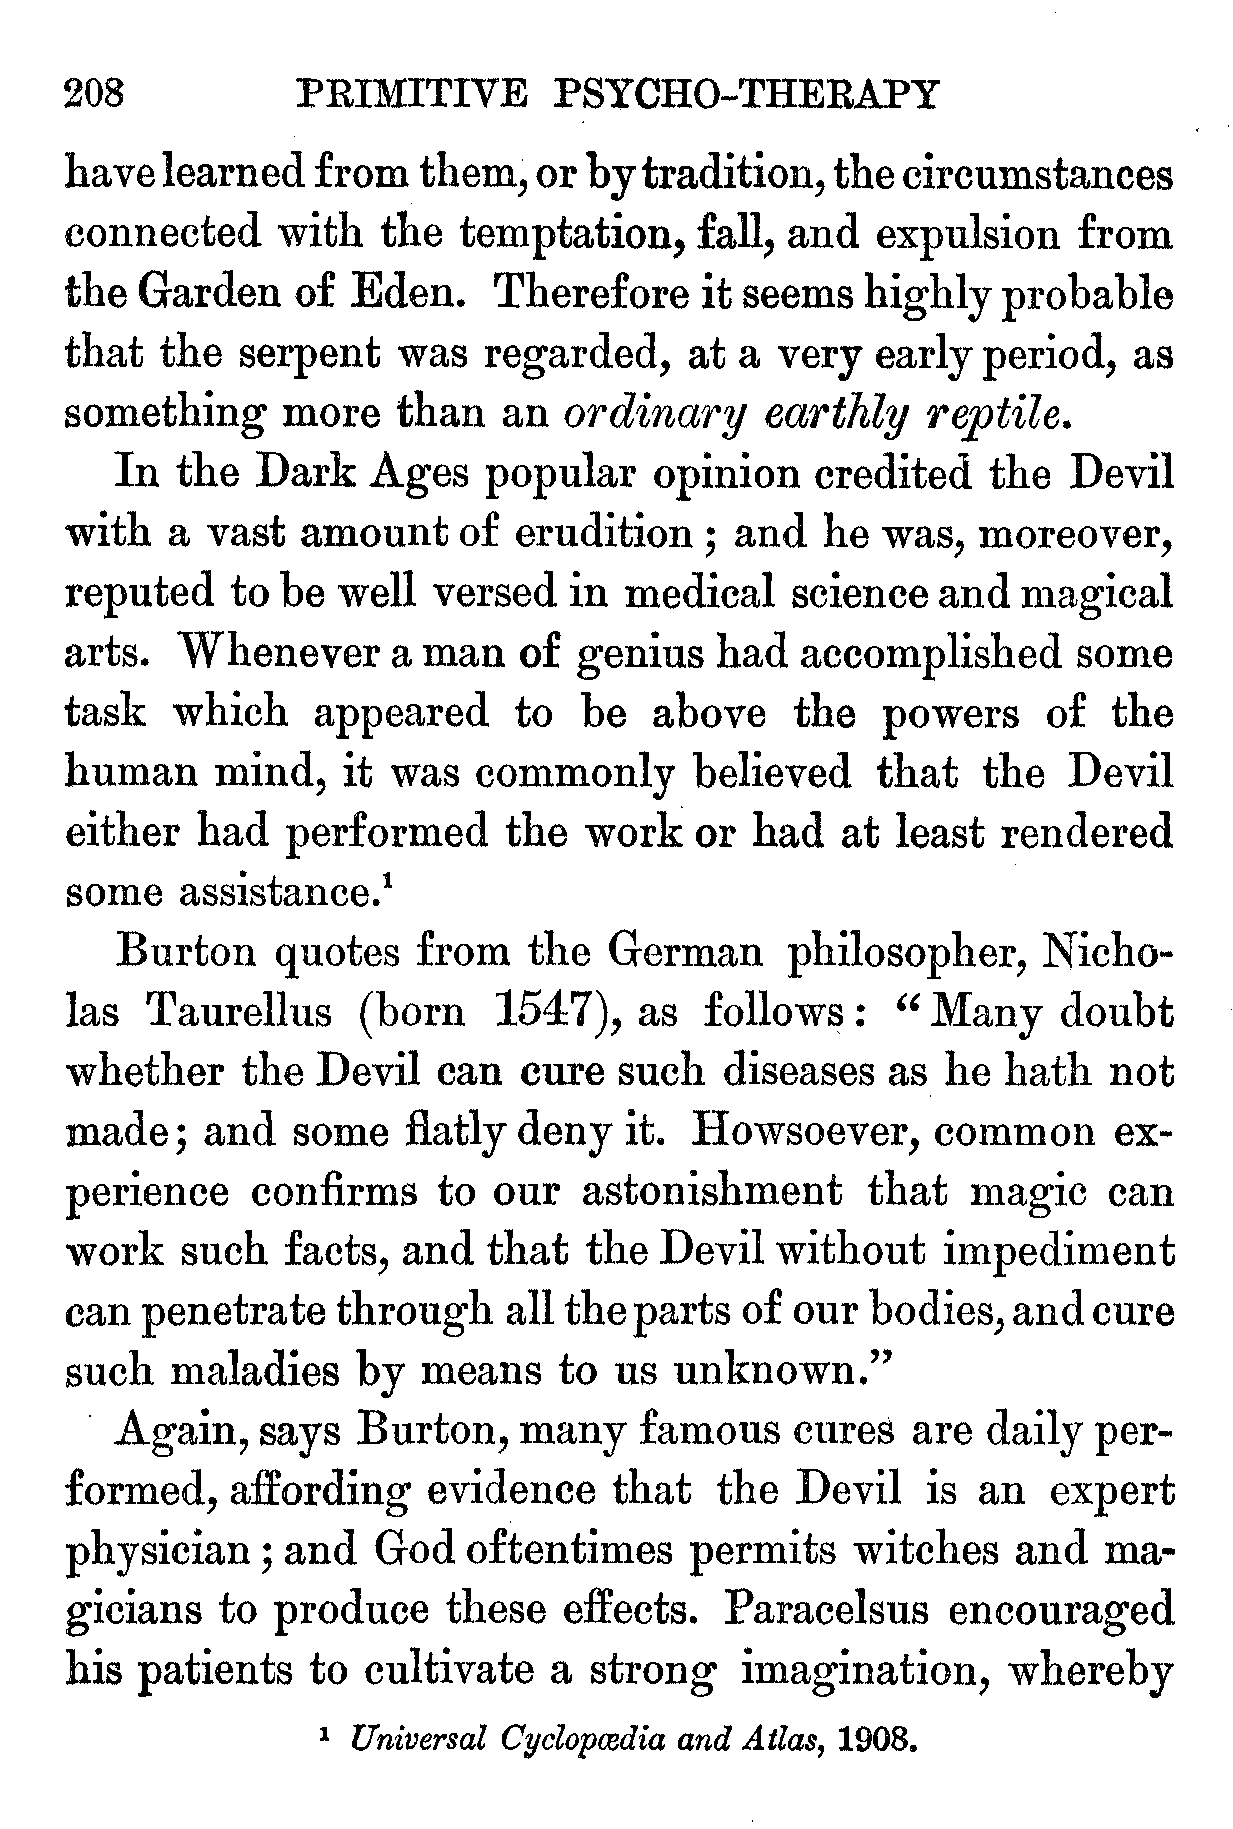 208 PRIMITIVE PSYCHO-THERAPY
have learned from them, or by tradition, the circumstances
connected with the temptation, fall, and expulsion from
the Garden of Eden. Therefore it seems highly probable
that the serpent was regarded, at a very early period, as
something more than an ordinary earthly reptile.
In the Dark Ages popular opinion credited the Devil
with a vast amount of erudition ; and he was, moreover,
reputed to be well versed in medical science and magical
arts. Whenever a man of genius had accomplished some
task which appeared to be above the powers of the
human mind, it was commonly believed that the Devil
either had performed the work or had at least rendered
some assistance.¹
Burton quotes from the German philosopher, Nicho-
las Taurellus (born 1547), as follows : “ Many doubt
whether the Devil can cure such diseases as he hath not
made ; and some flatly deny it. Howsoever, common ex-
perience confirms to our astonishment that magic can
work such facts, and that the Devil without impediment
can penetrate through all the parts of our bodies, and cure
such maladies by means to us unknown.”
Again, says Burton, many famous cures are daily per-
formed, affording evidence that the Devil is an expert
physician ; and God oftentimes permits witches and ma-
gicians to produce these effects. Paracelsus encouraged
his patients to cultivate a strong imagination, whereby
¹ Universal Cyclopædia and Atlas, 1908.